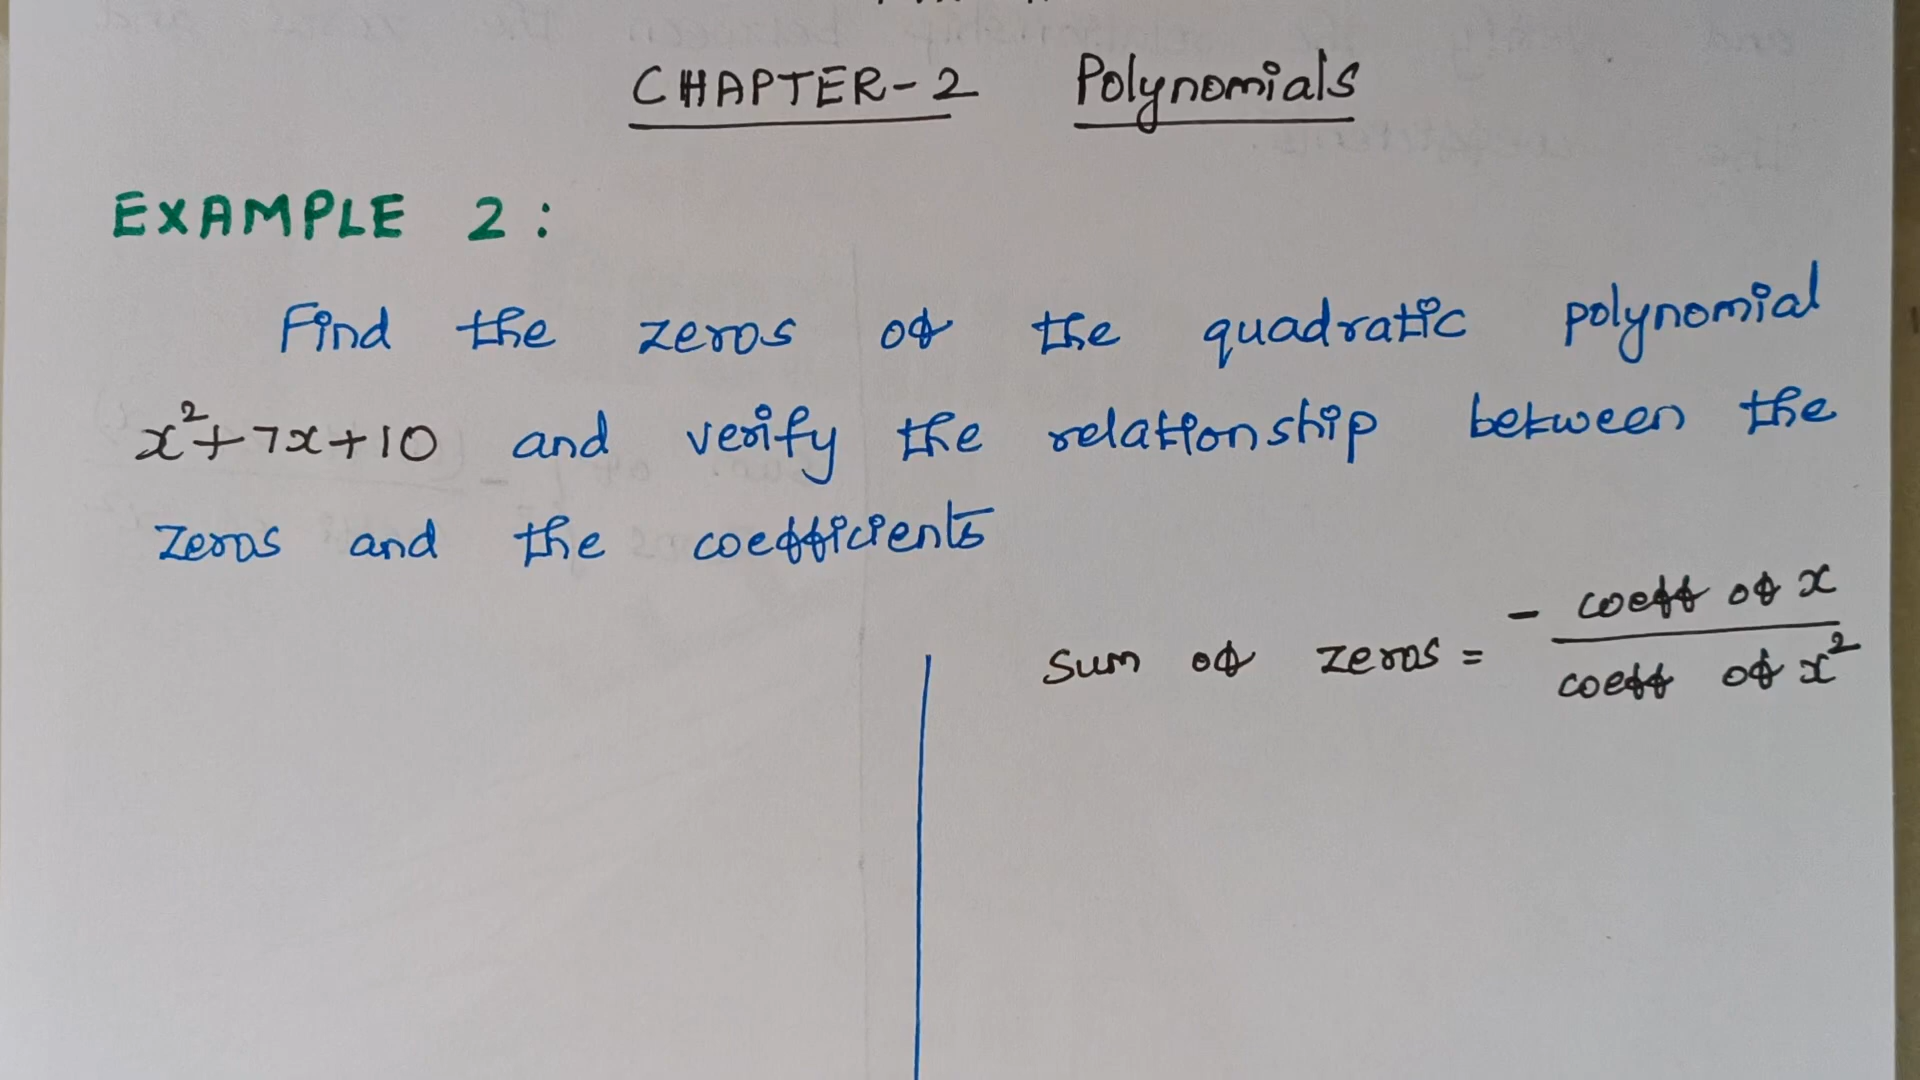 CHAPTER-2 Polynomials
EXAMPLE 2:
Find the zeros of the quadratic polynomial
x²+7x+10 and verify the relationship between the
zeros and the coefficients
sum of zeros = - coeff of x / coeff of x²